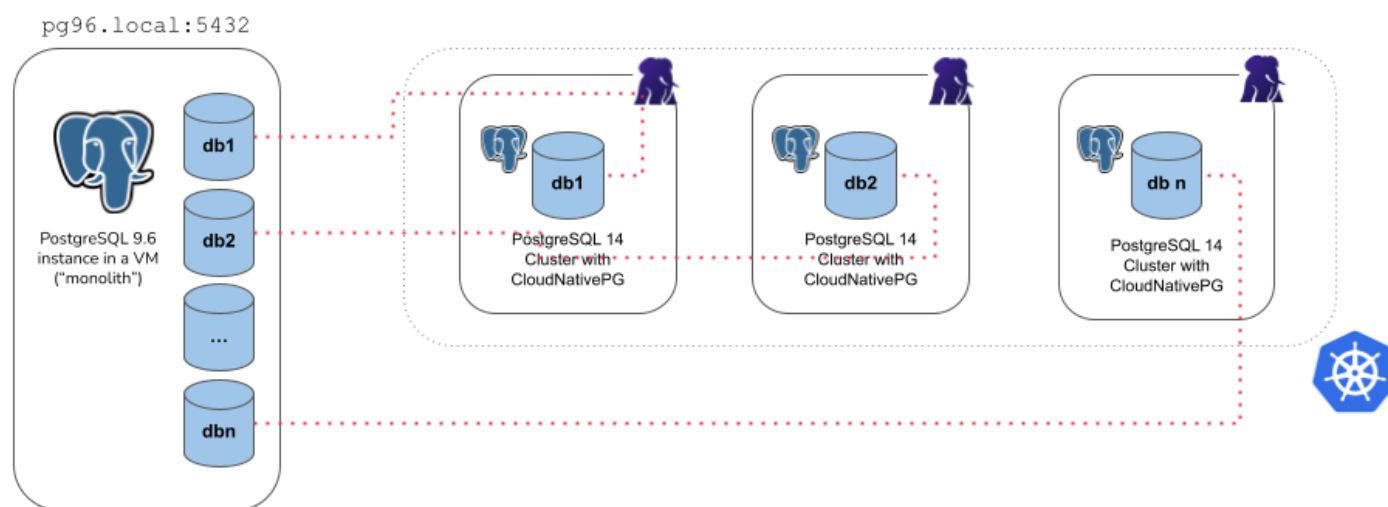 pg96.local:5432
PostgreSQL 9.6
instance in a VM
(“monolith”)
db1
db2
...
dbn
db1
PostgreSQL 14
Cluster with
CloudNativePG
db2
PostgreSQL 14
Cluster with
CloudNativePG
db n
PostgreSQL 14
Cluster with
CloudNativePG